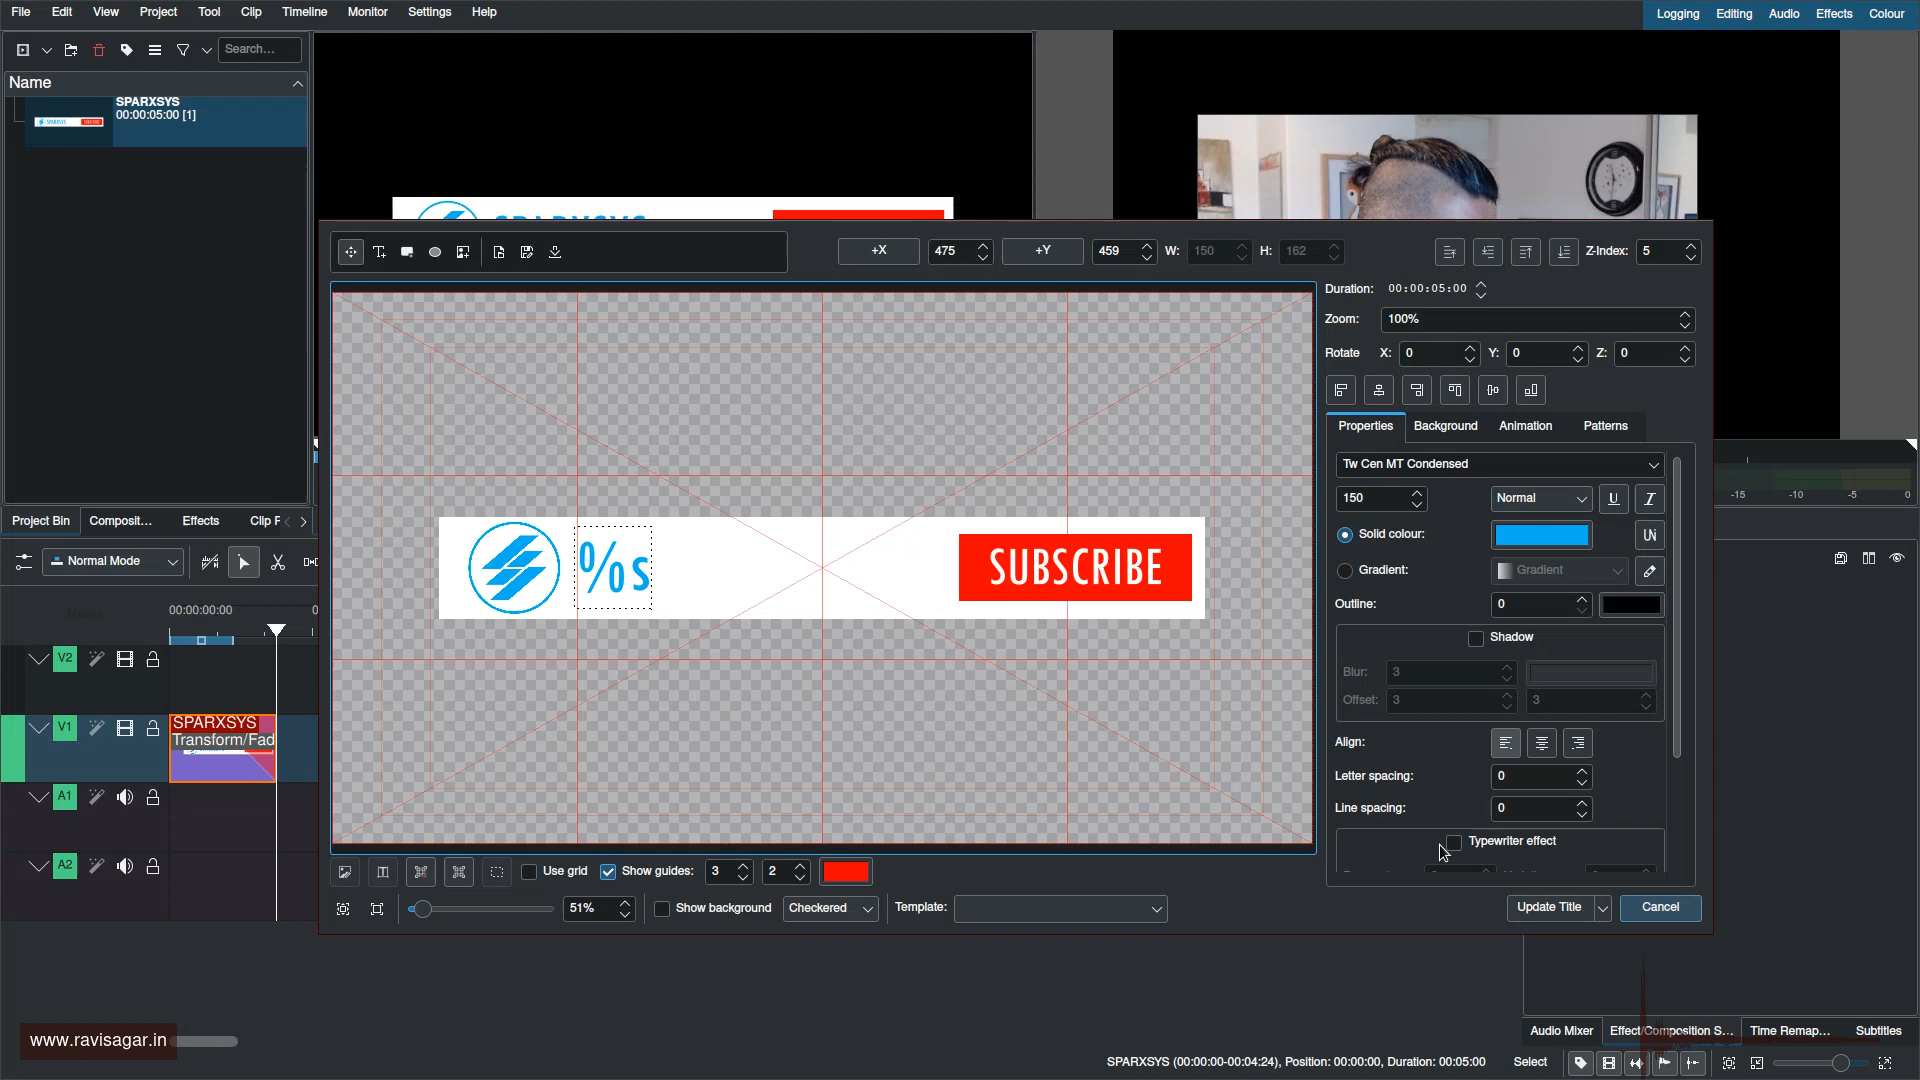 File Edit View Project Tool Clip Timeline Monitor Settings Help
Logging Editing Audio Effects Colour
Search...
Name
SPARXSYS
00:00:05:00 [1]
+X 475 +Y 459 W: 150 H: 162 Z-Index: 5
Duration: 00:00:05:00
Zoom: 100%
Rotate X: 0 Y: 0 Z: 0
Properties Background Animation Patterns
Tw Cen MT Condensed
150 Normal U I
Solid colour:
Gradient: Gradient
Outline: 0
Shadow
Blur: 3
Offset: 3 3
Align:
Letter spacing: 0
Line spacing: 0
Typewriter effect
%s
SUBSCRIBE
-15 -10 -5 0
Project Bin Composit... Effects Clip F
Normal Mode
00:00:00:00 0
V2
V1
SPARXSYS
Transform/Fad
A1
A2
Use grid Show guides: 3 2
51% Show background Checkered Template:
Update Title Cancel
www.ravisagar.in
Audio Mixer Effect/Composition S... Time Remap... Subtitles
SPARXSYS (00:00:00-00:04:24), Position: 00:00:00, Duration: 00:05:00 Select